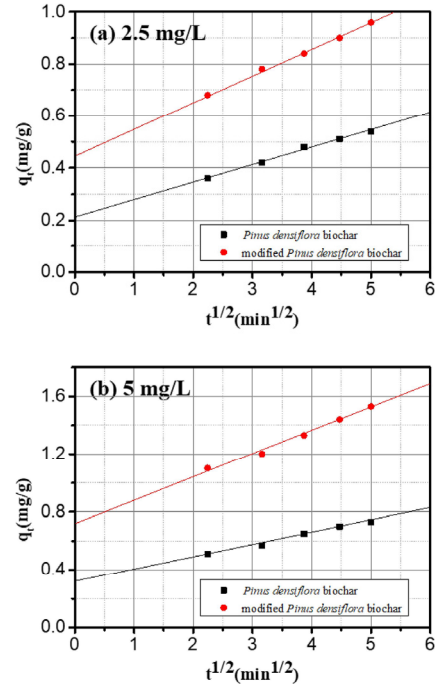 (a) 2.5 mg/L
1.0
0.8
0.6
0.4
0.2
0.0
qt(mg/g)
Pinus densiflora biochar
modified Pinus densiflora biochar
0 1 2 3 4 5 6
t1/2(min1/2)
(b) 5 mg/L
1.6
1.2
0.8
0.4
0.0
qt(mg/g)
Pinus densiflora biochar
modified Pinus densiflora biochar
0 1 2 3 4 5 6
t1/2(min1/2)